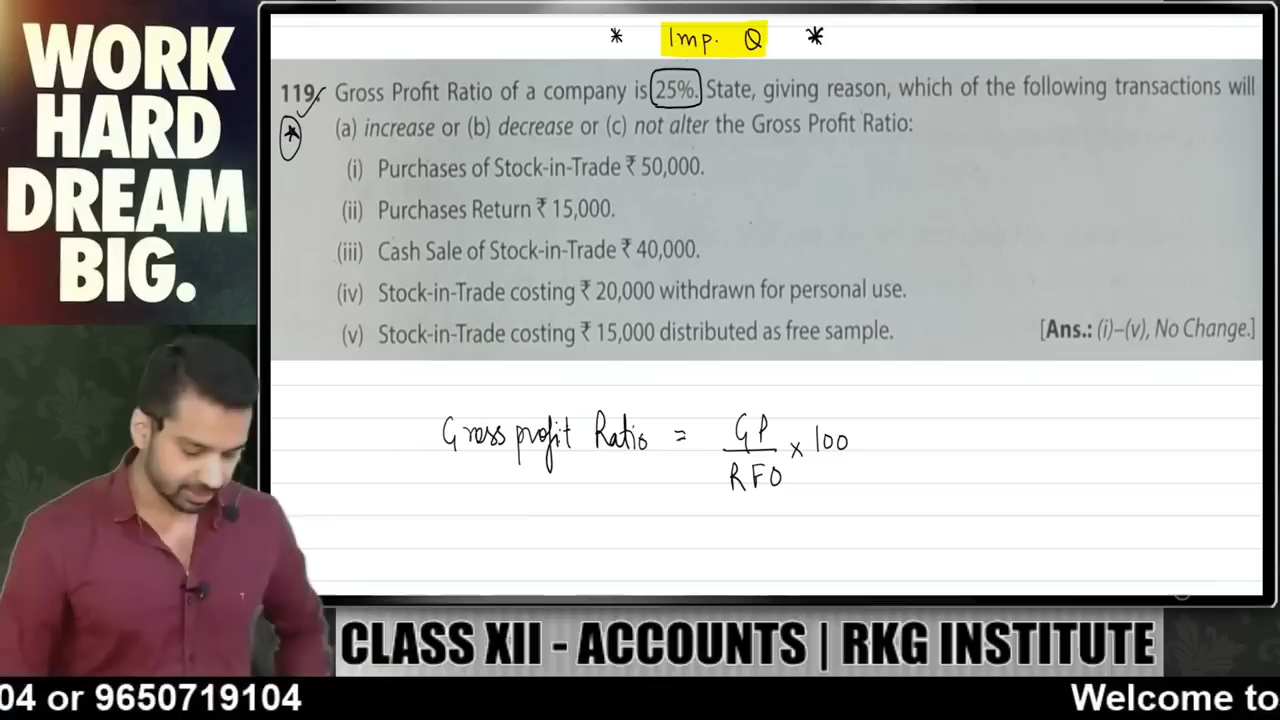 WORK
HARD
DREAM
BIG.
* Imp. Q *
119. Gross Profit Ratio of a company is 25%. State, giving reason, which of the following transactions will
(a) increase or (b) decrease or (c) not alter the Gross Profit Ratio:
(i) Purchases of Stock-in-Trade ₹ 50,000.
(ii) Purchases Return ₹ 15,000.
(iii) Cash Sale of Stock-in-Trade ₹ 40,000.
(iv) Stock-in-Trade costing ₹ 20,000 withdrawn for personal use.
(v) Stock-in-Trade costing ₹ 15,000 distributed as free sample. [Ans.: (i)–(v), No Change.]
Gross profit Ratio = GP
RFO × 100
CLASS XII - ACCOUNTS | RKG INSTITUTE
04 or 9650719104 Welcome to